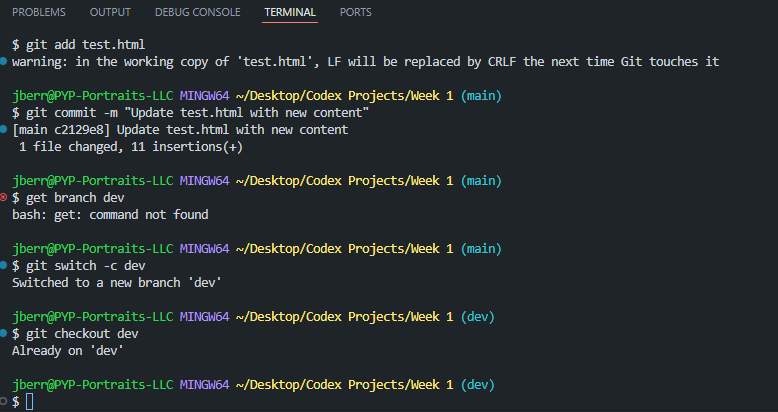 PROBLEMS OUTPUT DEBUG CONSOLE TERMINAL PORTS
$ git add test.html
warning: in the working copy of 'test.html', LF will be replaced by CRLF the next time Git touches it
jberr@PYP-Portraits-LLC MINGW64 ~/Desktop/Codex Projects/Week 1 (main)
$ git commit -m "Update test.html with new content"
[main c2129e8] Update test.html with new content
1 file changed, 11 insertions(+)
jberr@PYP-Portraits-LLC MINGW64 ~/Desktop/Codex Projects/Week 1 (main)
$ get branch dev
bash: get: command not found
jberr@PYP-Portraits-LLC MINGW64 ~/Desktop/Codex Projects/Week 1 (main)
$ git switch -c dev
Switched to a new branch 'dev'
jberr@PYP-Portraits-LLC MINGW64 ~/Desktop/Codex Projects/Week 1 (dev)
$ git checkout dev
Already on 'dev'
jberr@PYP-Portraits-LLC MINGW64 ~/Desktop/Codex Projects/Week 1 (dev)
$